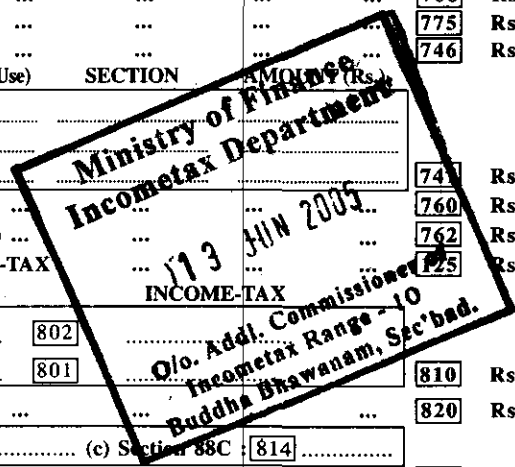 ... ... ... ...
... ... ... ... 775 Rs
... ... ... ... 746 Rs
Use) SECTION AMOUNT (Rs.)
Ministry of Finance
Incometax Department
13 JUN 2005
O/o. Addl. Commissioner of
Incometax Range - 10
Buddha Bhawanam, Sec'bad.
Rs
... ... ... ... 760 Rs
... ... ... 762 Rs
-TAX ... ... ... 125 Rs
INCOME-TAX
802
801 810 Rs
... ... ... 820 Rs
(c) Section 88C : 814